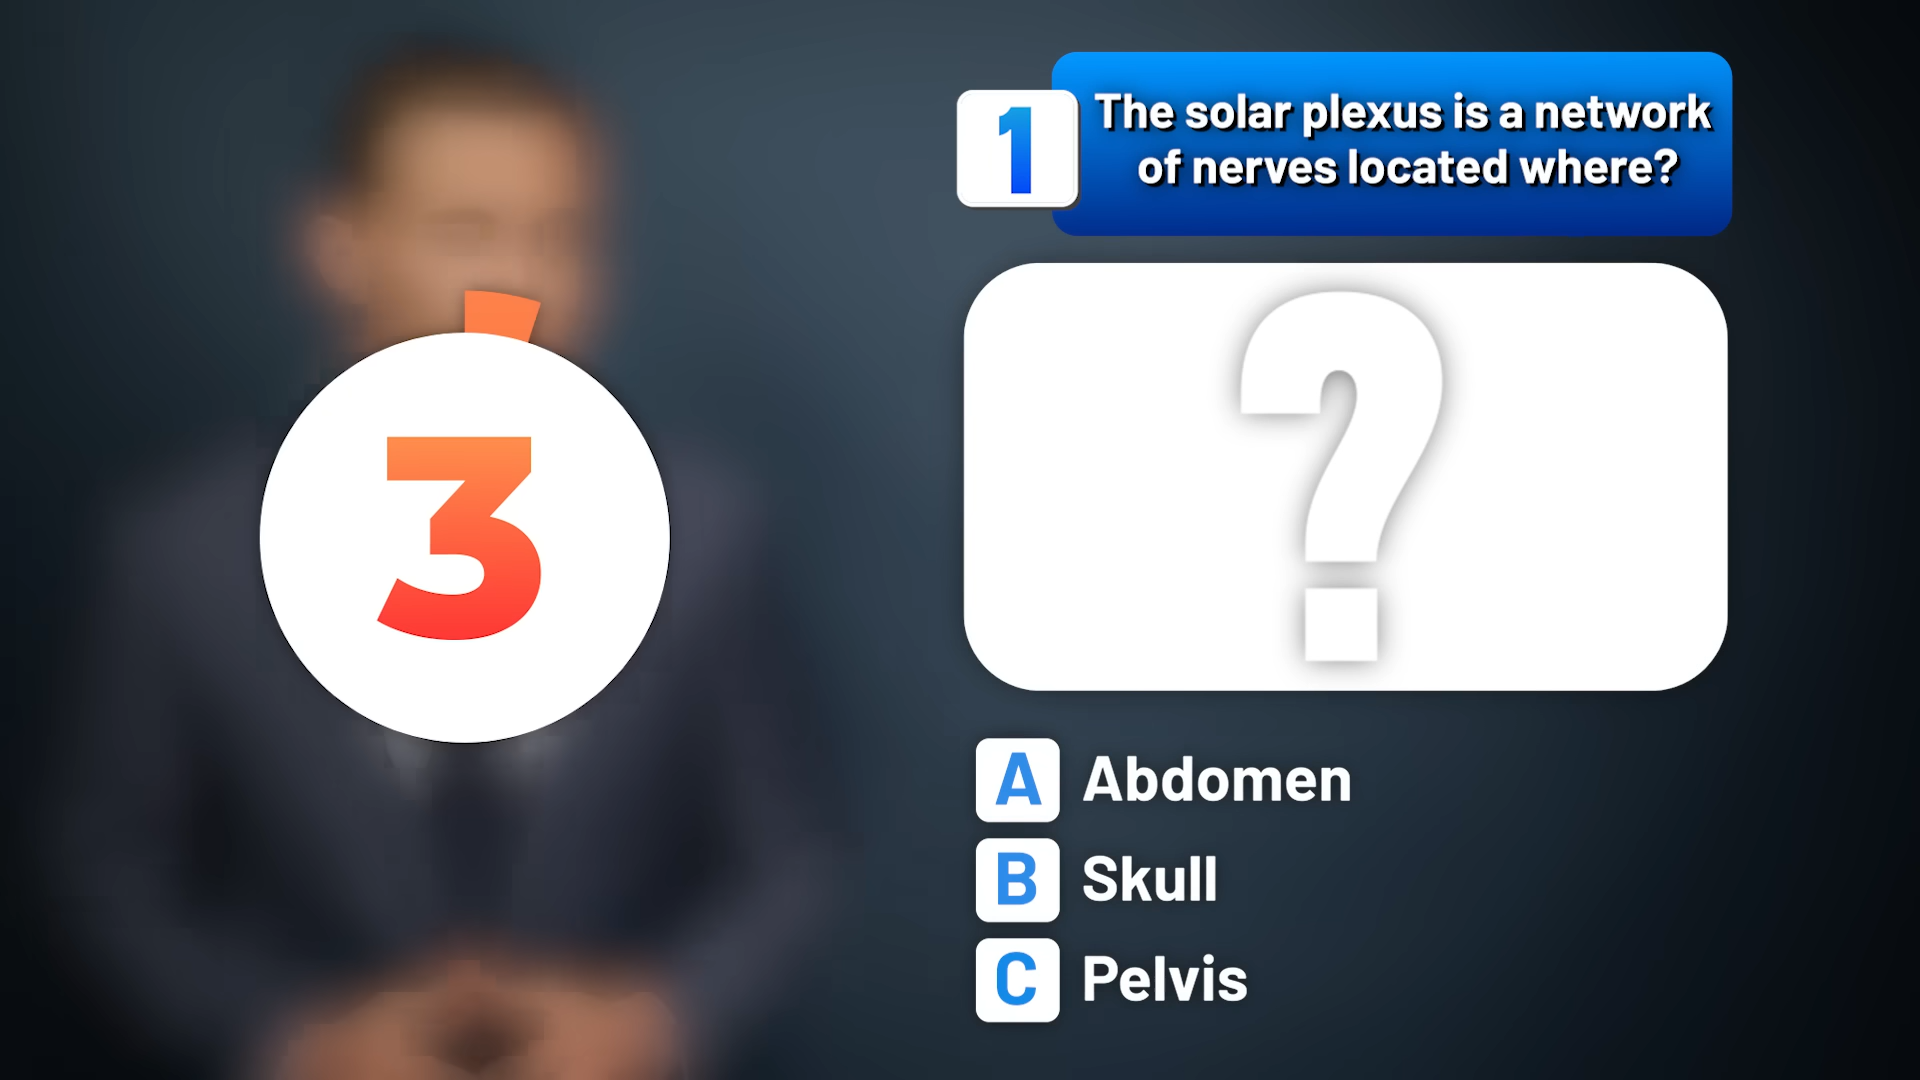 1
The solar plexus is a network
of nerves located where?
3
?
A Abdomen
B Skull
C Pelvis